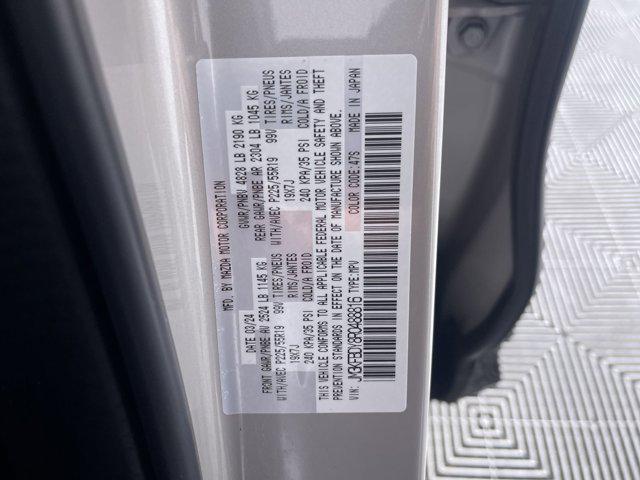 MFD. BY MAZDA MOTOR CORPORATION
DATE 03/24 GVWR/PNBV 4828 LB 2190 KG
FRONT GAWR/PNBE AV 2524 LB 1145 KG REAR GAWR/PNBE AR 2304 LB 1045 KG
WITH/AVEC P225/55R19 99V TIRES/PNEUS WITH/AVEC P225/55R19 99V TIRES/PNEUS
19X7J RIMS/JANTES 19X7J RIMS/JANTES
240 KPA/35 PSI COLD/A FROID 240 KPA/35 PSI COLD/A FROID
THIS VEHICLE CONFORMS TO ALL APPLICABLE FEDERAL MOTOR VEHICLE SAFETY AND THEFT
PREVENTION STANDARDS IN EFFECT ON THE DATE OF MANUFACTURE SHOWN ABOVE.
VIN: JM3KFBDY8R0488816 TYPE:MPV COLOR CODE:47S MADE IN JAPAN